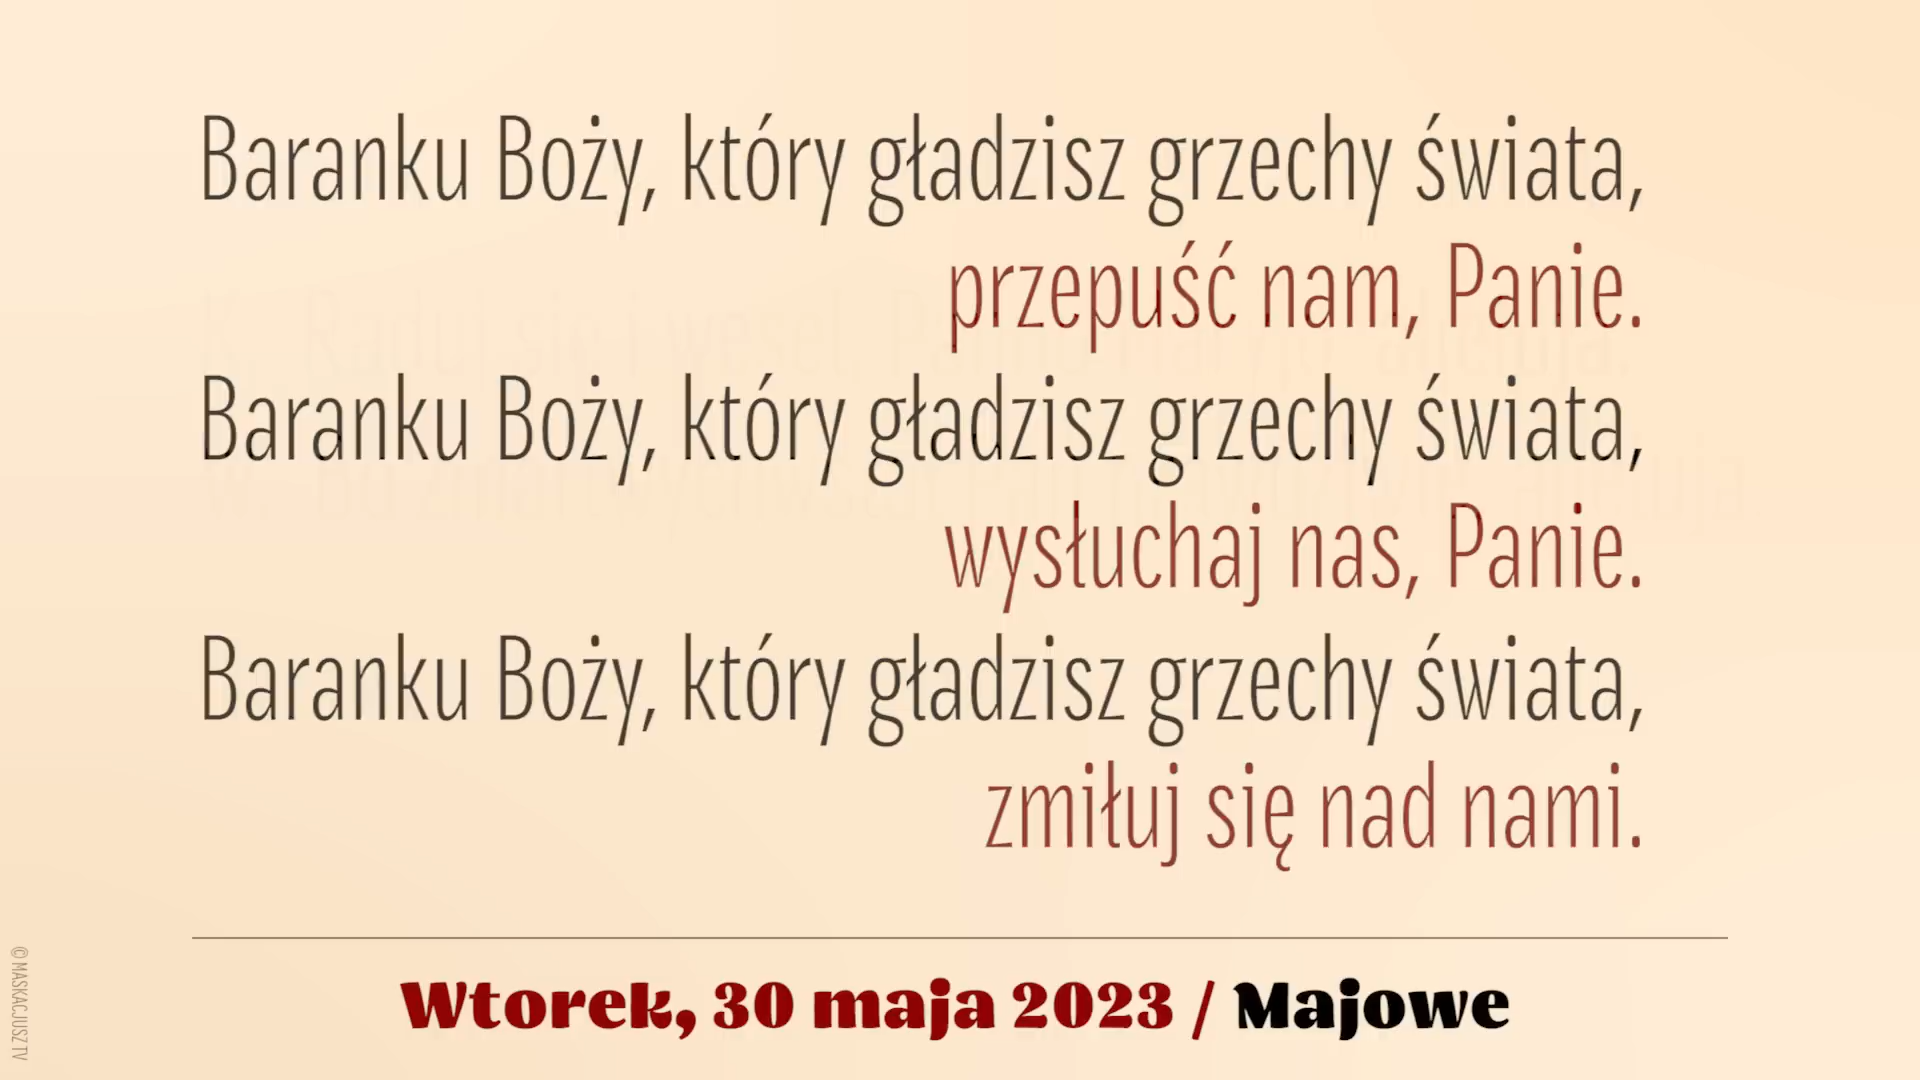 Baranku Boży, który gładzisz grzechy świata,
przepuść nam, Panie.
Baranku Boży, który gładzisz grzechy świata,
wysłuchaj nas, Panie.
Baranku Boży, który gładzisz grzechy świata,
zmiłuj się nad nami.
Wtorek, 30 maja 2023 / Majowe
© MASKACJUSZ TV